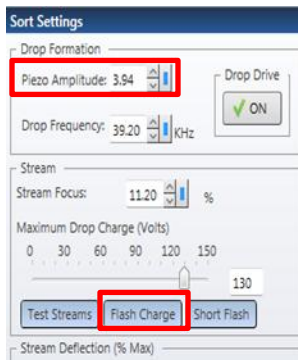 Sort Settings
Drop Formation
Piezo Amplitude: 3.94
Drop Drive
ON
Drop Frequency: 39.20 KHz
Stream
Stream Focus: 11.20 %
Maximum Drop Charge (Volts)
0 30 60 90 120 150
130
Test Streams Flash Charge Short Flash
Stream Deflection (% Max)